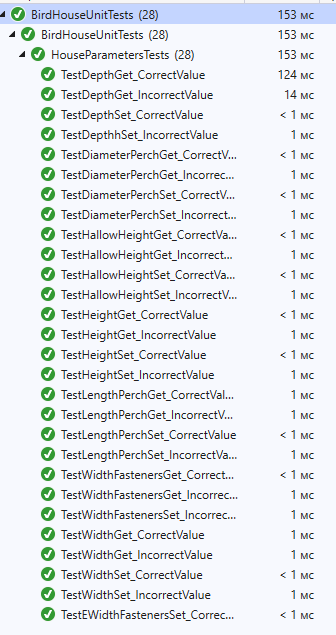 BirdHouseUnitTests (28) 153 мс
BirdHouseUnitTests (28) 153 мс
HouseParametersTests (28) 153 мс
TestDepthGet_CorrectValue 124 мс
TestDepthGet_IncorrectValue 14 мс
TestDepthSet_CorrectValue < 1 мс
TestDepthhSet_IncorrectValue 1 мс
TestDiameterPerchGet_CorrectV... < 1 мс
TestDiameterPerchGet_Incorrec... 1 мс
TestDiameterPerchSet_CorrectV... < 1 мс
TestDiameterPerchSet_Incorrect... 1 мс
TestHallowHeightGet_CorrectVa... < 1 мс
TestHallowHeightGet_Incorrect... 1 мс
TestHallowHeightSet_CorrectVa... < 1 мс
TestHallowHeightSet_IncorrectV... 1 мс
TestHeightGet_CorrectValue < 1 мс
TestHeightGet_IncorrectValue 1 мс
TestHeightSet_CorrectValue < 1 мс
TestHeightSet_IncorrectValue 1 мс
TestLengthPerchGet_CorrectVal... 1 мс
TestLengthPerchGet_IncorrectV... 1 мс
TestLengthPerchSet_CorrectValue < 1 мс
TestLengthPerchSet_IncorrectVa... 1 мс
TestWidthFastenersGet_Correct... < 1 мс
TestWidthFastenersGet_Incorrec... 1 мс
TestWidthFastenersSet_Incorrec... 1 мс
TestWidthGet_CorrectValue 1 мс
TestWidthGet_IncorrectValue 1 мс
TestWidthSet_CorrectValue < 1 мс
TestWidthSet_IncorrectValue 1 мс
TestEWidthFastenersSet_Correc... < 1 мс